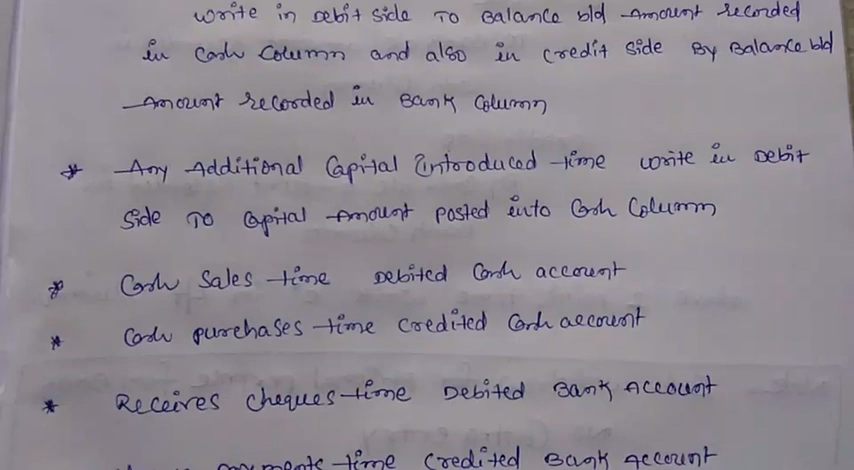 write in Debit side To Balance b/d Amount recorded
in Cash Column and also in credit side By Balance b/d
Amount recorded in Bank Column
* Any Additional Capital introduced time write in Debit
side To Capital Amount posted into Cash Column
* Cash sales time Debited Cash account
* Cash purchases time credited Cash account
* Receives cheques time Debited Bank Account
time credited Bank Account